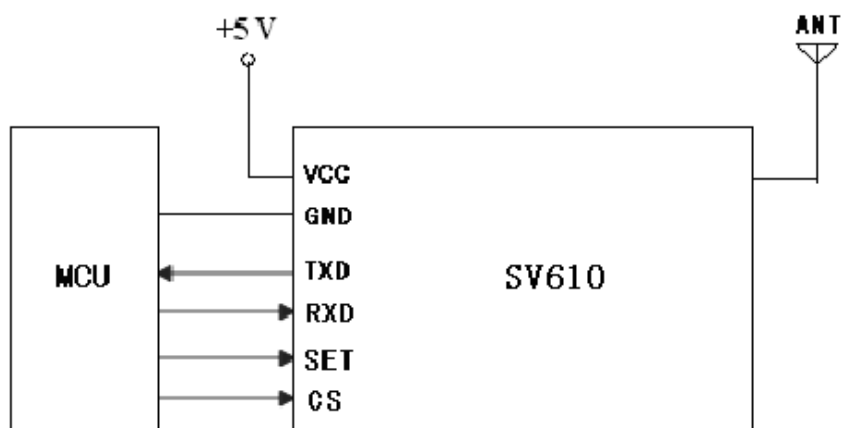 +5V
ANT
VCC
GND
MCU
TXD
SV610
RXD
SET
CS